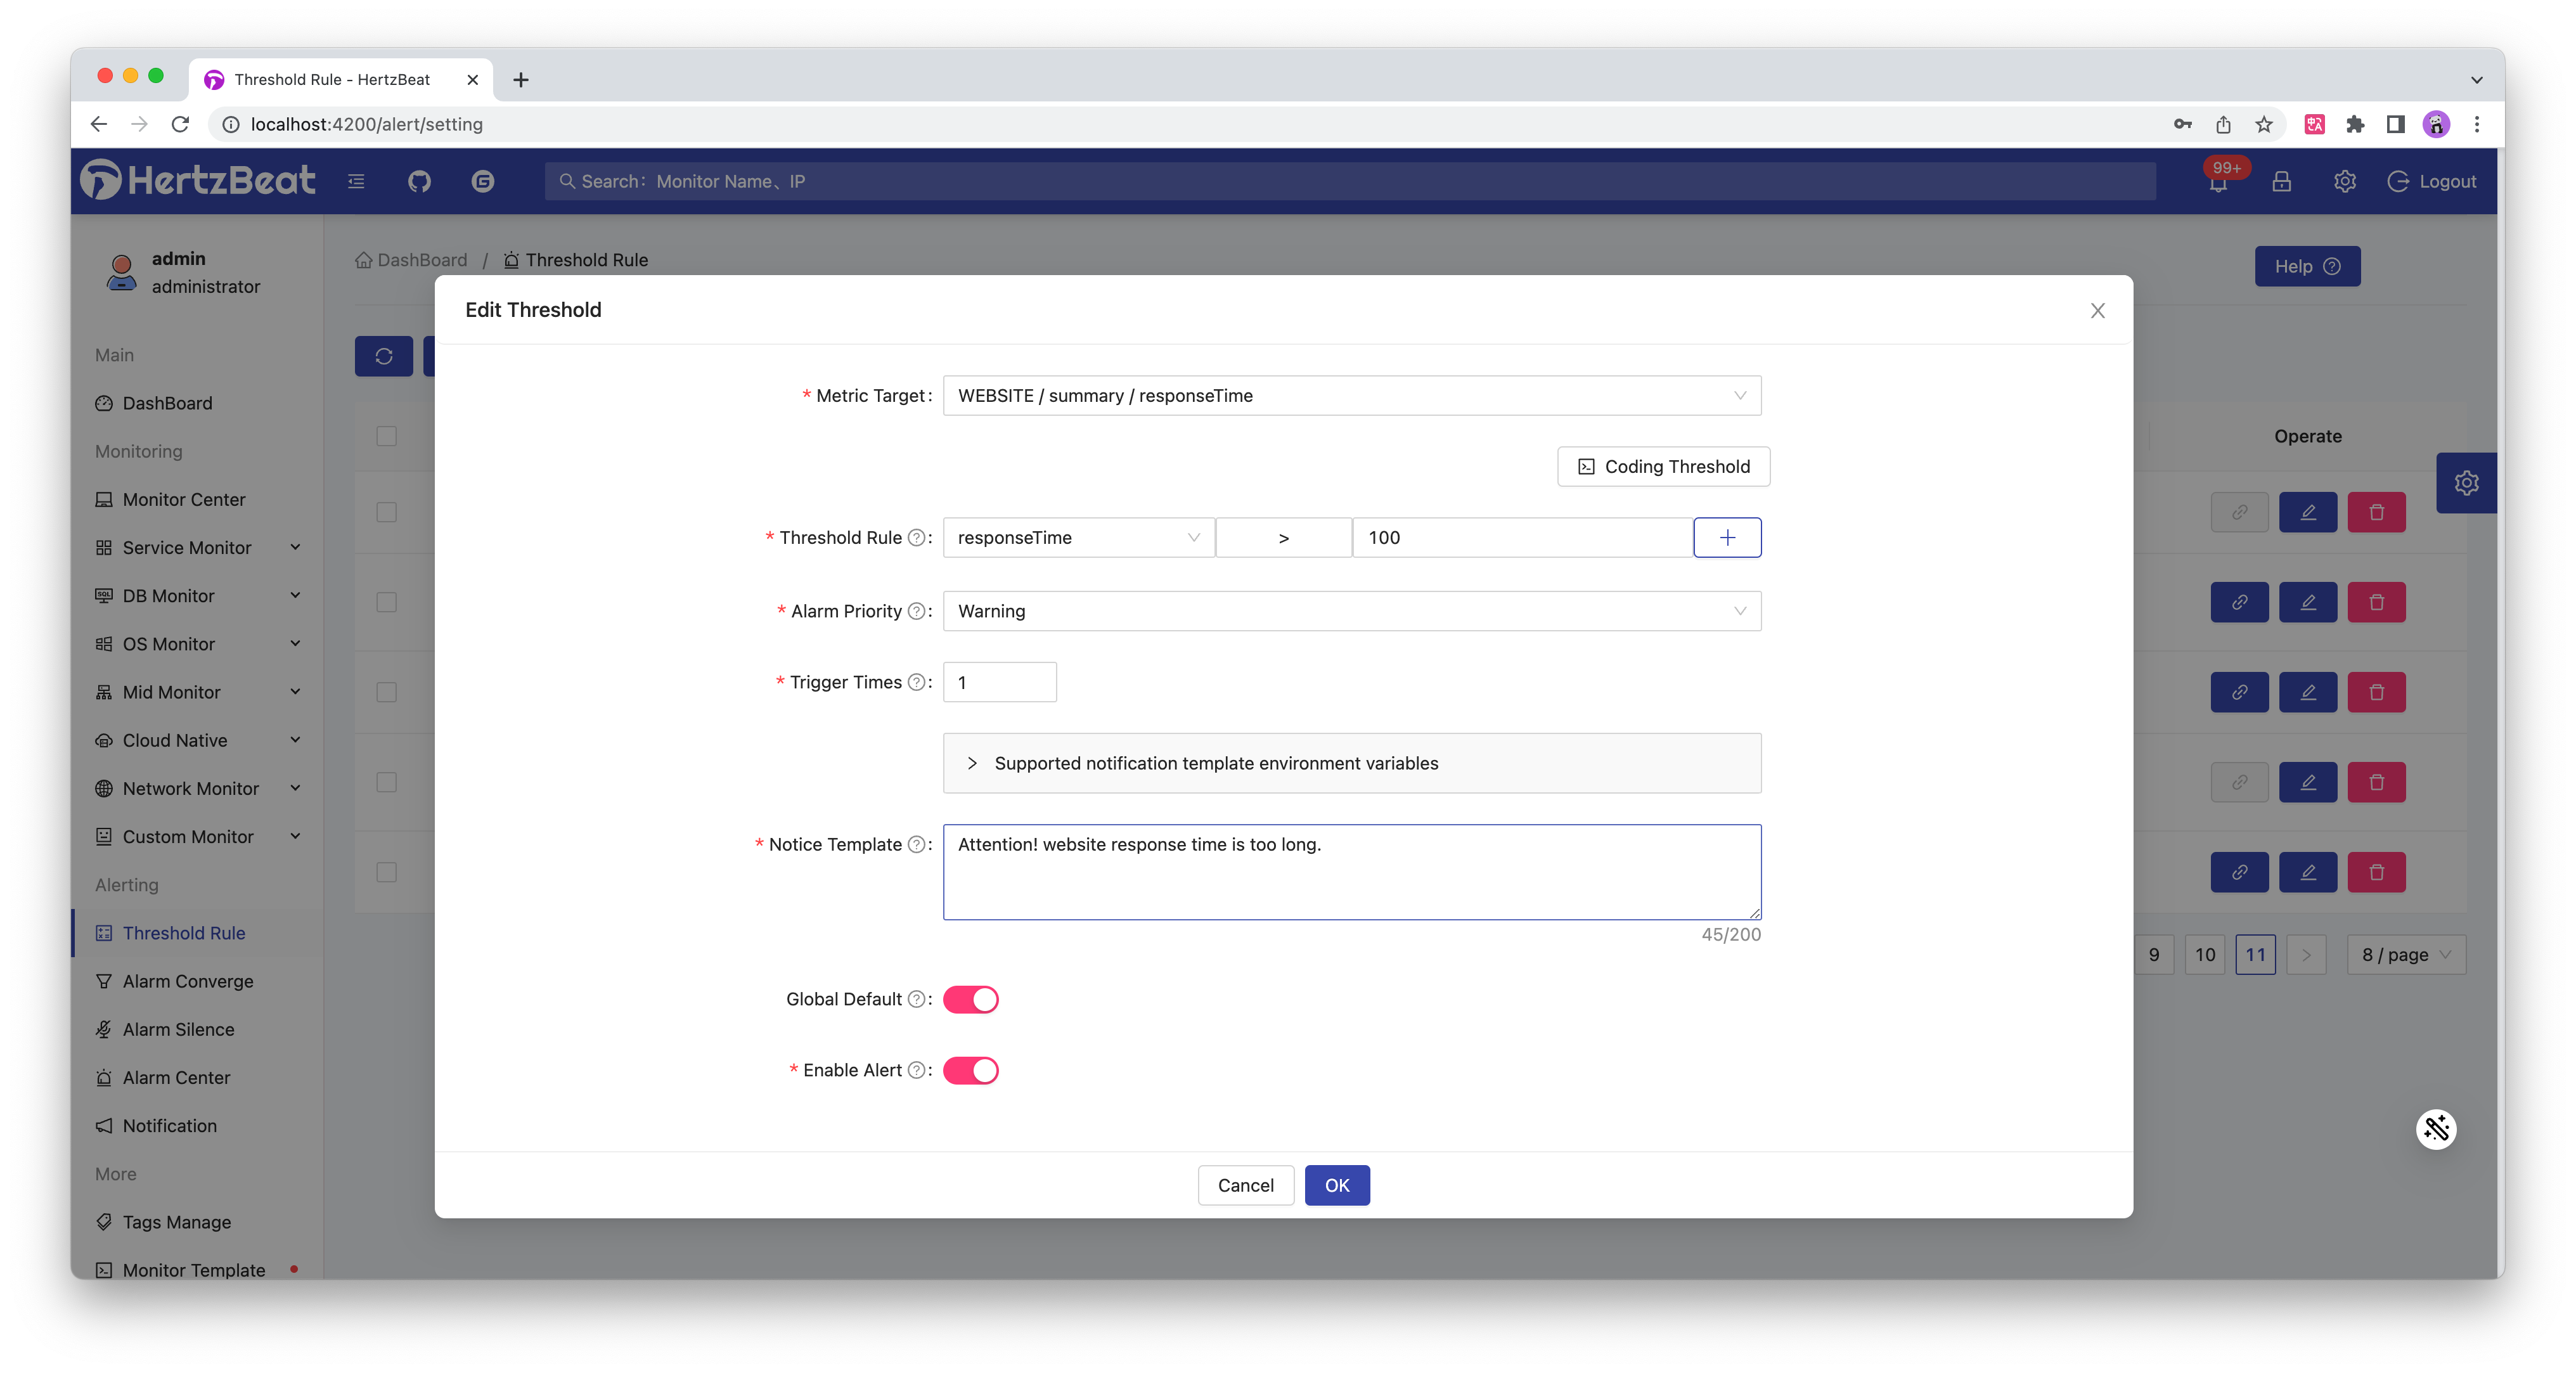 Threshold Rule - HertzBeat
localhost:4200/alert/setting
HertzBeat
Search：Monitor Name、IP
99+
Logout
admin
administrator
DashBoard / Threshold Rule
Help
Main
DashBoard
Monitoring
Monitor Center
Service Monitor
DB Monitor
OS Monitor
Mid Monitor
Cloud Native
Network Monitor
Custom Monitor
Alerting
Threshold Rule
Alarm Converge
Alarm Silence
Alarm Center
Notification
More
Tags Manage
Monitor Template
Edit Threshold
* Metric Target: WEBSITE / summary / responseTime
Coding Threshold
* Threshold Rule : responseTime > 100
* Alarm Priority : Warning
* Trigger Times : 1
Supported notification template environment variables
* Notice Template : Attention! website response time is too long.
45/200
Global Default :
* Enable Alert :
Cancel OK
Operate
9 10 11 8 / page